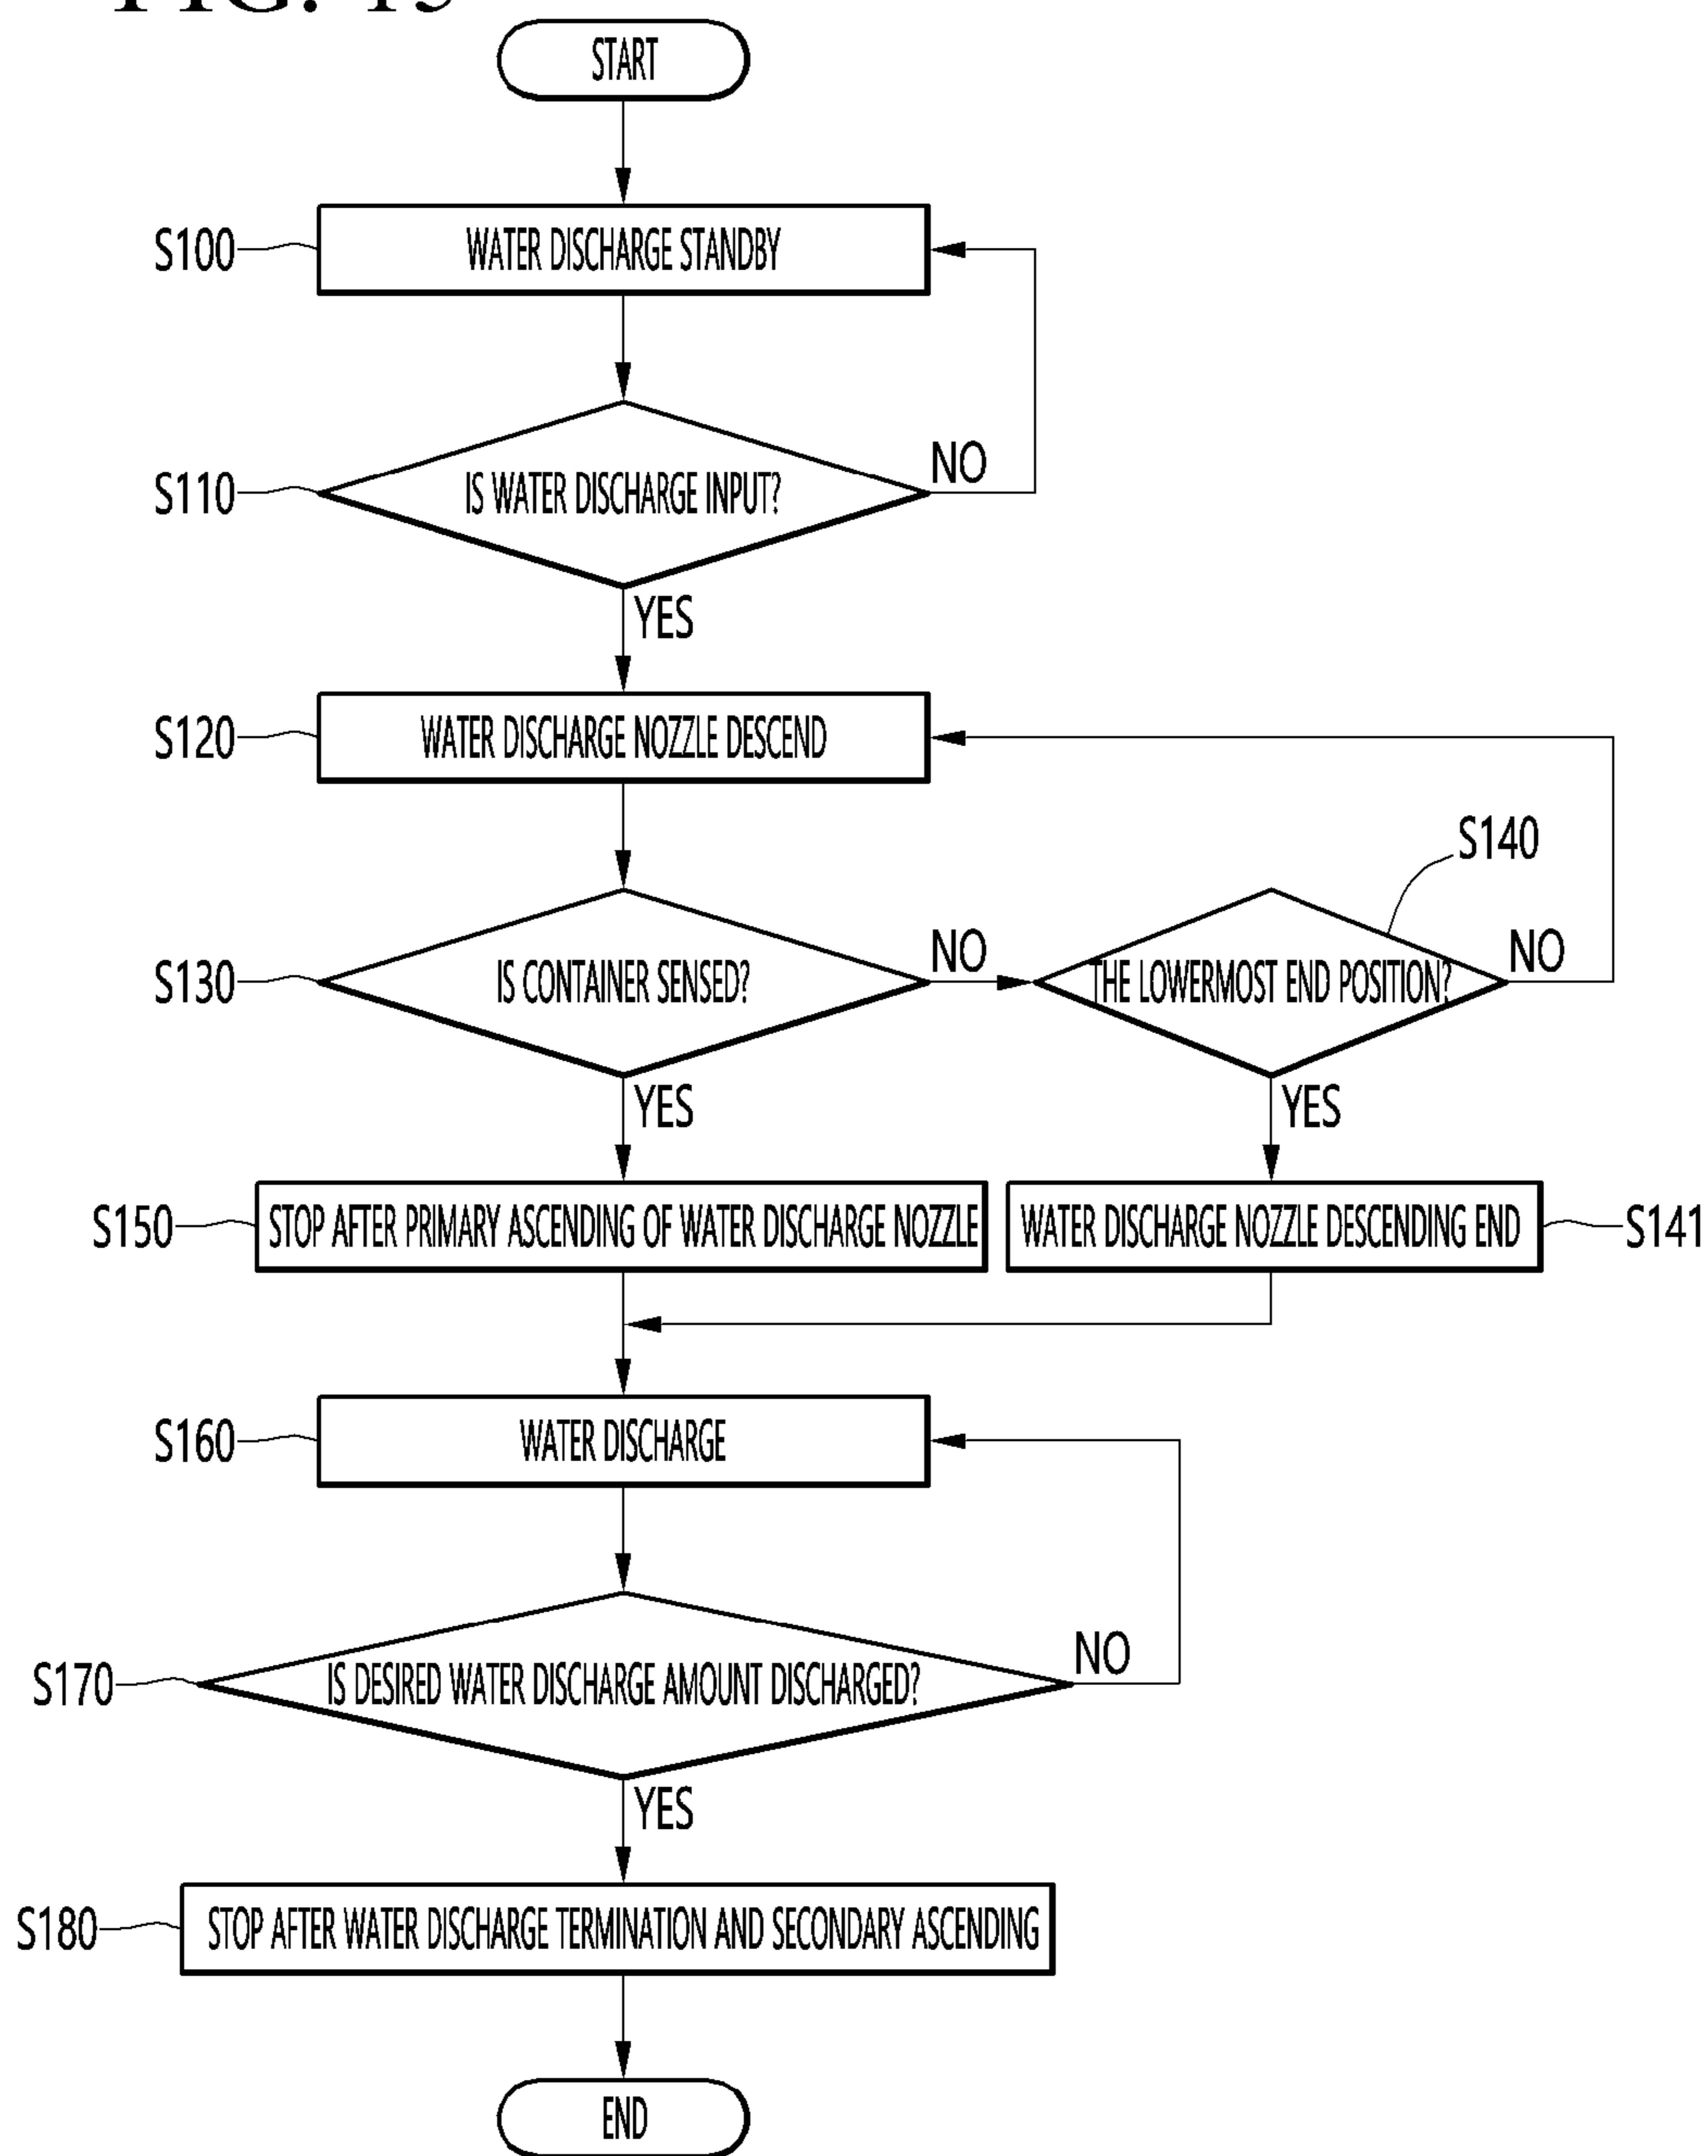 FIG. 15
START
S100
WATER DISCHARGE STANDBY
S110
IS WATER DISCHARGE INPUT?
NO
YES
S120
WATER DISCHARGE NOZZLE DESCEND
S140
S130
IS CONTAINER SENSED?
NO
THE LOWERMOST END POSITION?
NO
YES
YES
S150
STOP AFTER PRIMARY ASCENDING OF WATER DISCHARGE NOZZLE
WATER DISCHARGE NOZZLE DESCENDING END
S141
S160
WATER DISCHARGE
S170
IS DESIRED WATER DISCHARGE AMOUNT DISCHARGED?
NO
YES
S180
STOP AFTER WATER DISCHARGE TERMINATION AND SECONDARY ASCENDING
END